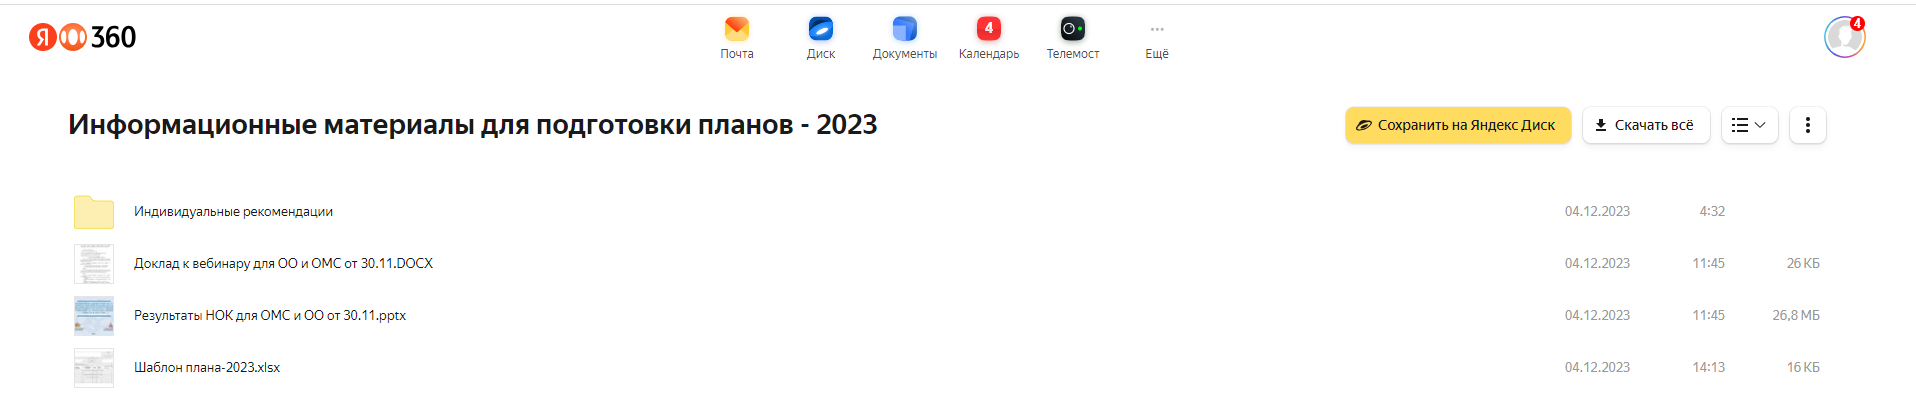 Я 360
Почта
Диск
Документы
4
Календарь
Телемост
Ещё
4
Информационные материалы для подготовки планов - 2023
Сохранить на Яндекс Диск
Скачать всё
Индивидуальные рекомендации 04.12.2023 4:32
Доклад к вебинару для ОО и ОМС от 30.11.DOCX 04.12.2023 11:45 26 КБ
Результаты НОК для ОМС и ОО от 30.11.pptx 04.12.2023 11:45 26,8 МБ
Шаблон плана-2023.xlsx 04.12.2023 14:13 16 КБ